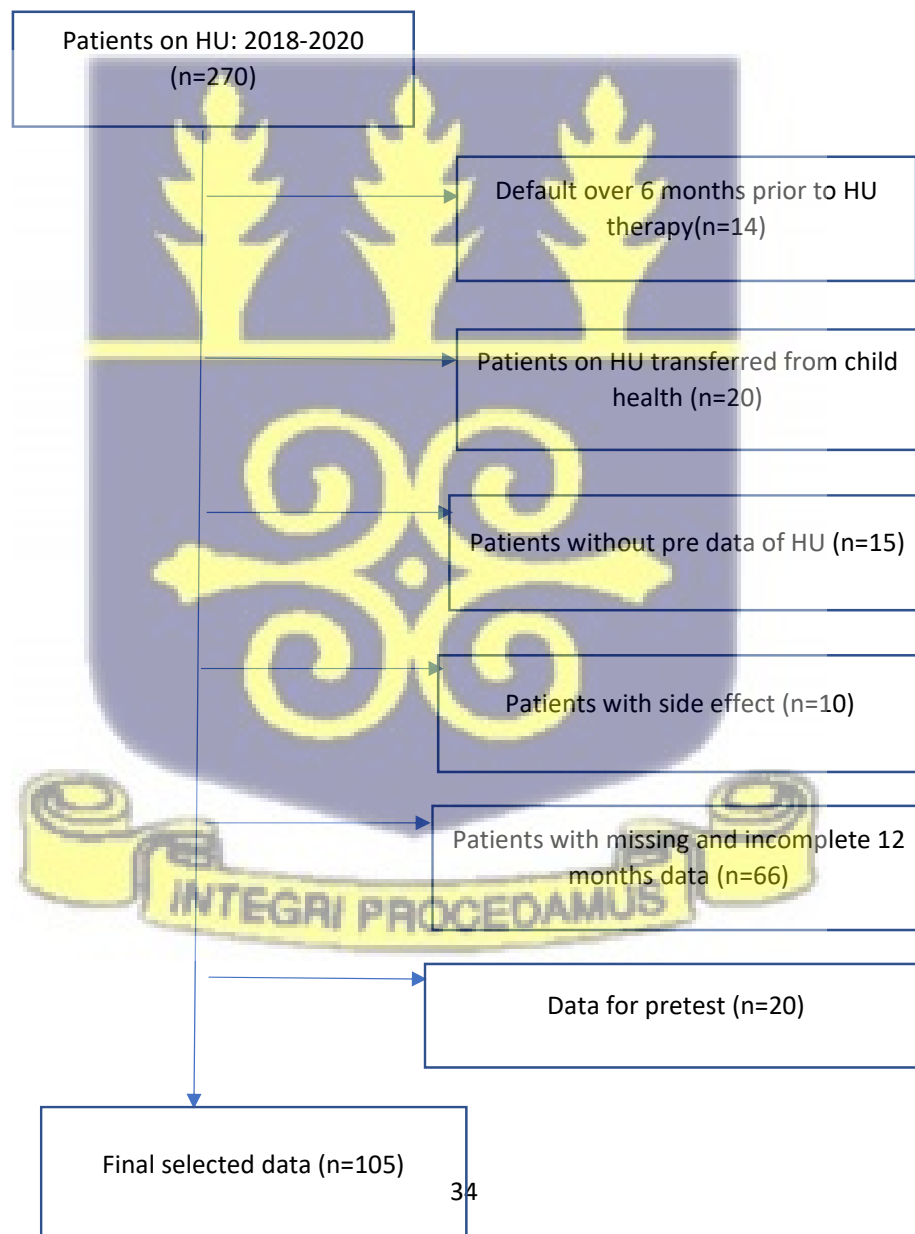 Patients on HU: 2018-2020
(n=270)
Default over 6 months prior to HU
therapy(n=14)
Patients on HU transferred from child
health (n=20)
Patients without pre data of HU (n=15)
Patients with side effect (n=10)
Patients with missing and incomplete 12
months data (n=66)
INTEGRI PROCEDAMUS
Data for pretest (n=20)
Final selected data (n=105)
34